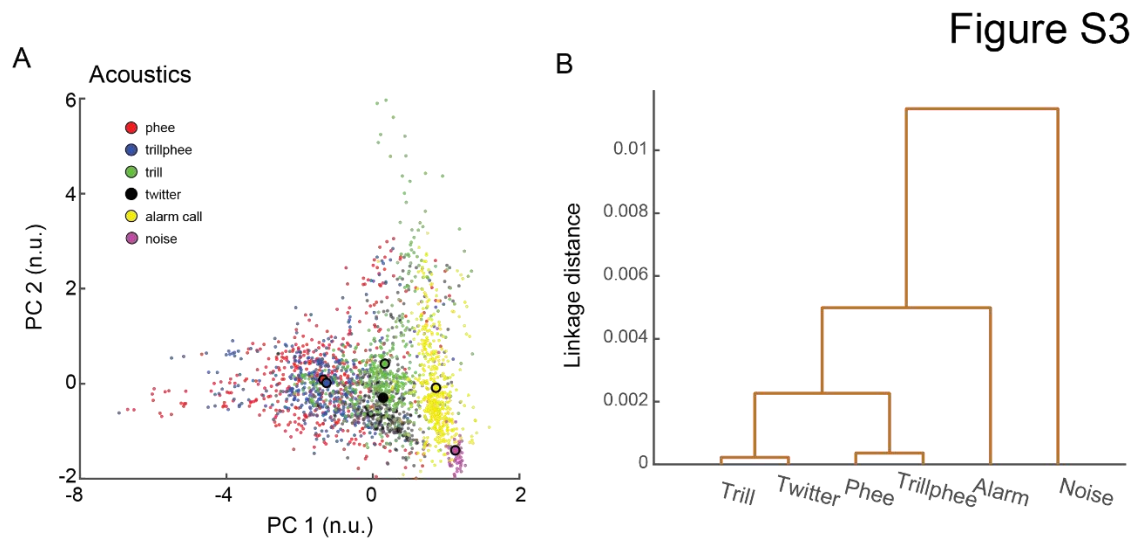 Figure S3
A
Acoustics
phee
trillphee
trill
twitter
alarm call
noise
6
4
2
0
-2
-8
-4
0
2
PC 2 (n.u.)
PC 1 (n.u.)
B
Linkage distance
0.01
0.008
0.006
0.004
0.002
0
Trill
Twitter
Phee
Trillphee
Alarm
Noise